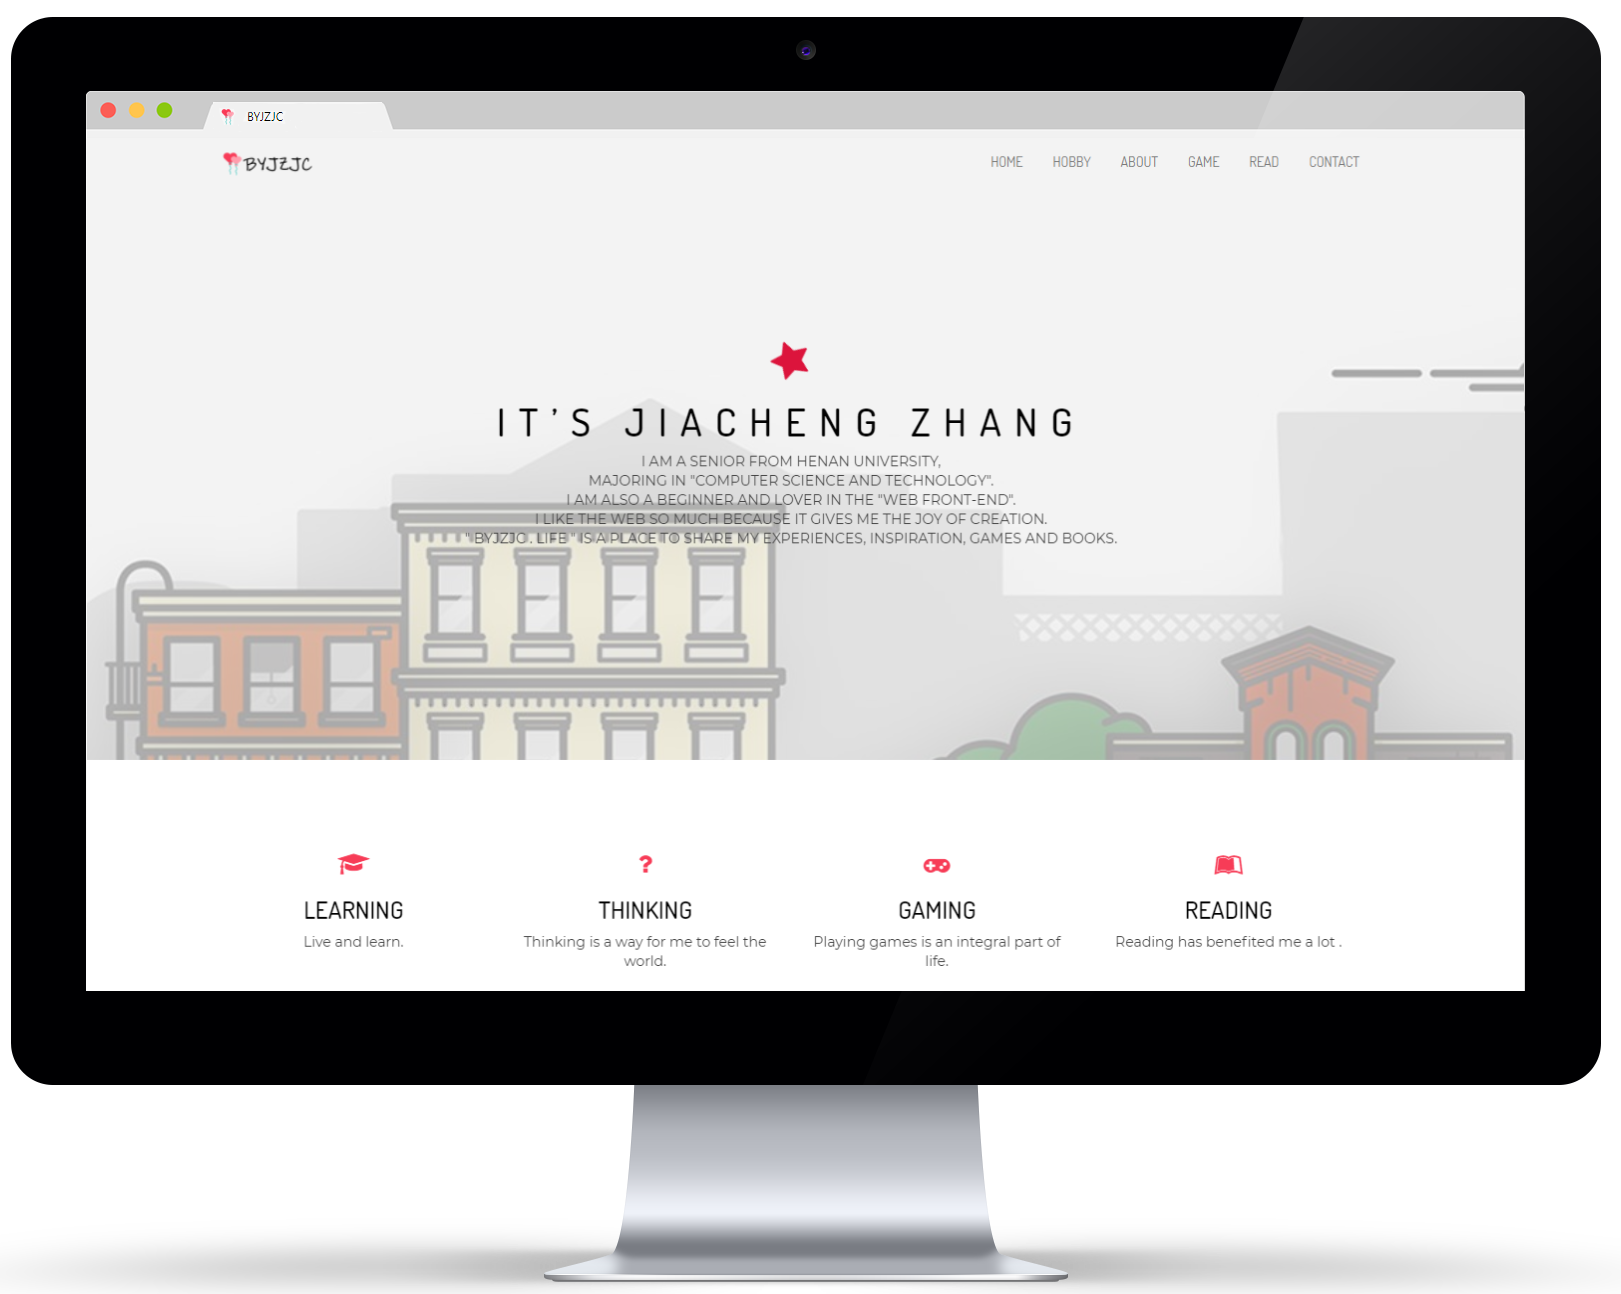 BYJZJC
BYJZJC
HOME HOBBY ABOUT GAME READ CONTACT
IT'S JIACHENG ZHANG
I AM A SENIOR FROM HENAN UNIVERSITY,
MAJORING IN "COMPUTER SCIENCE AND TECHNOLOGY".
I AM ALSO A BEGINNER AND LOVER IN THE "WEB FRONT-END".
I LIKE THE WEB SO MUCH BECAUSE IT GIVES ME THE JOY OF CREATION.
" BYJZJC . LIFE " IS A PLACE TO SHARE MY EXPERIENCES, INSPIRATION, GAMES AND BOOKS.
LEARNING
Live and learn.
THINKING
Thinking is a way for me to feel the
world.
GAMING
Playing games is an integral part of
life.
READING
Reading has benefited me a lot .